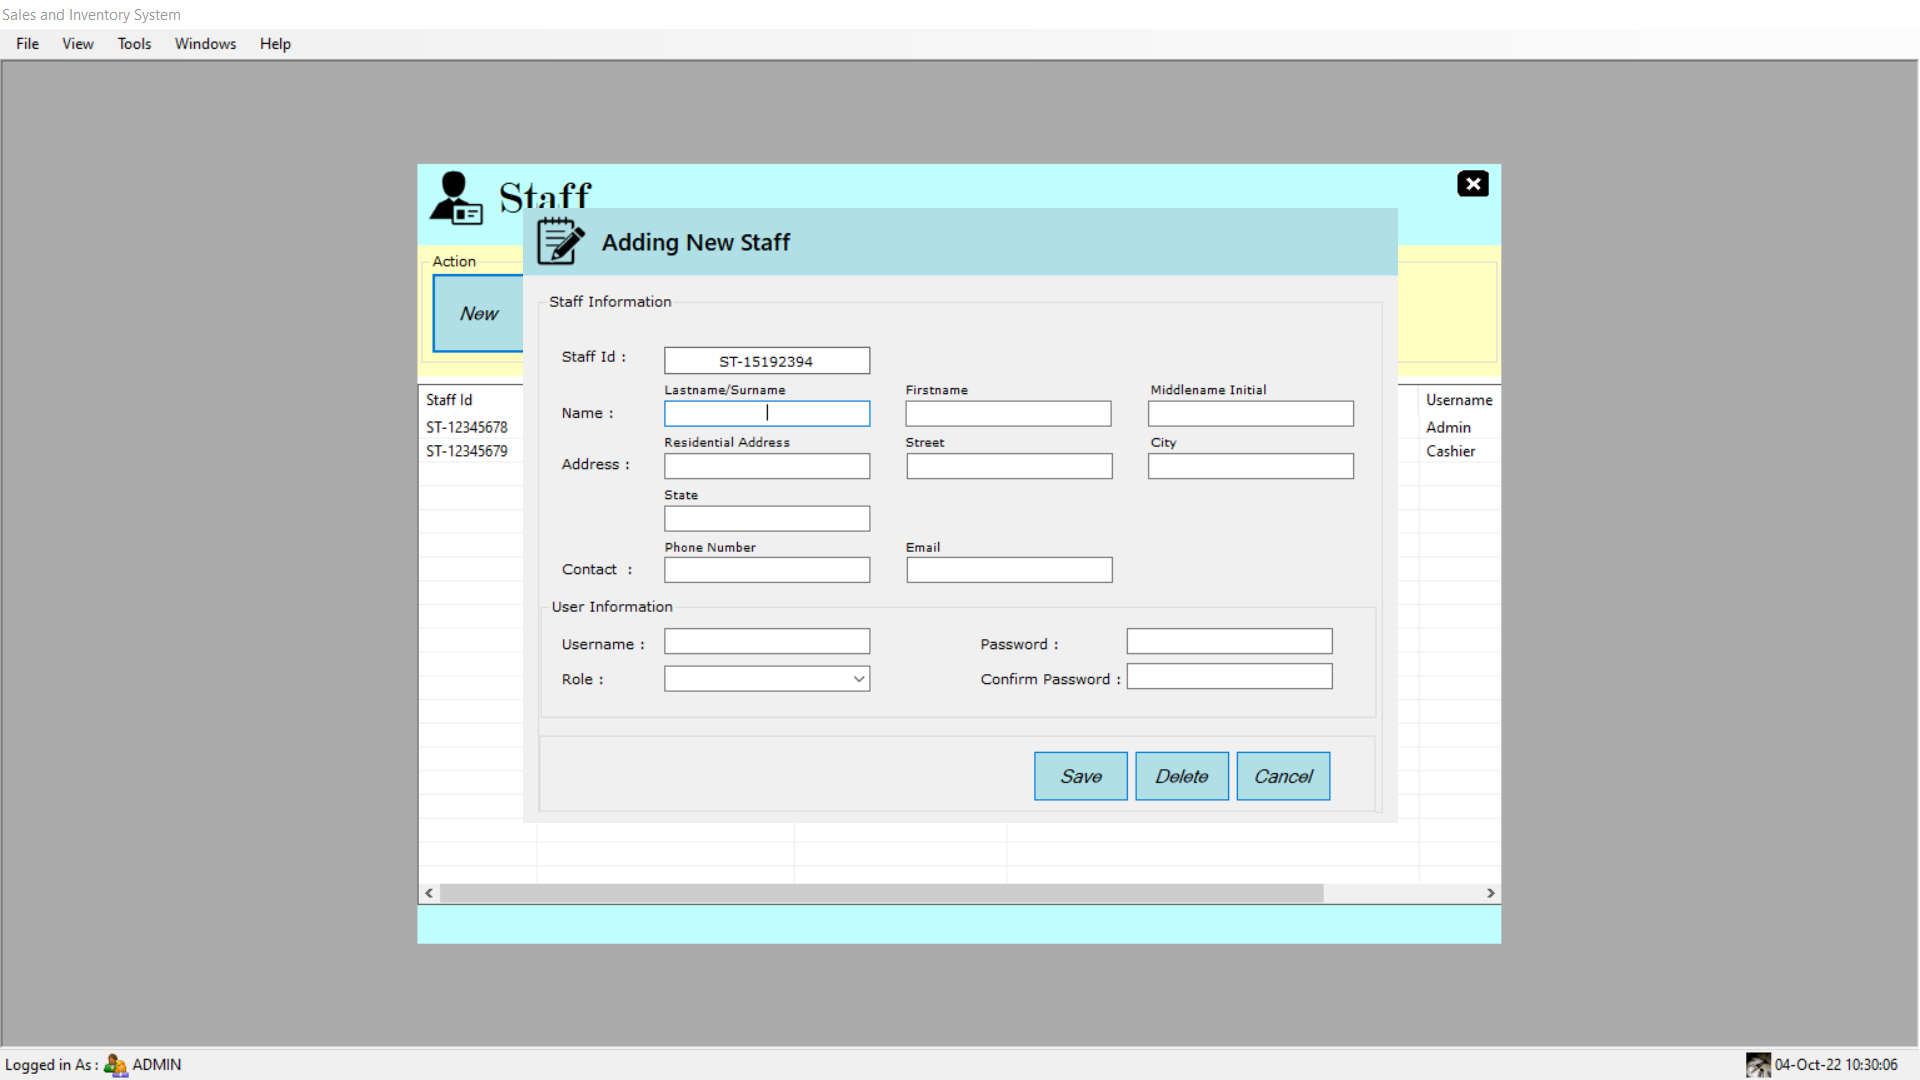 Sales and Inventory System
File View Tools Windows Help
Staff
Adding New Staff
Action
New
Staff Information
Staff Id : ST-15192394
Lastname/Surname Firstname Middlename Initial
Name :
Residential Address Street City
Address :
State
Phone Number Email
Contact :
User Information
Username : Password :
Role : Confirm Password :
Save Delete Cancel
Staff Id Username
ST-12345678 Admin
ST-12345679 Cashier
Logged in As : ADMIN 04-Oct-22 10:30:06